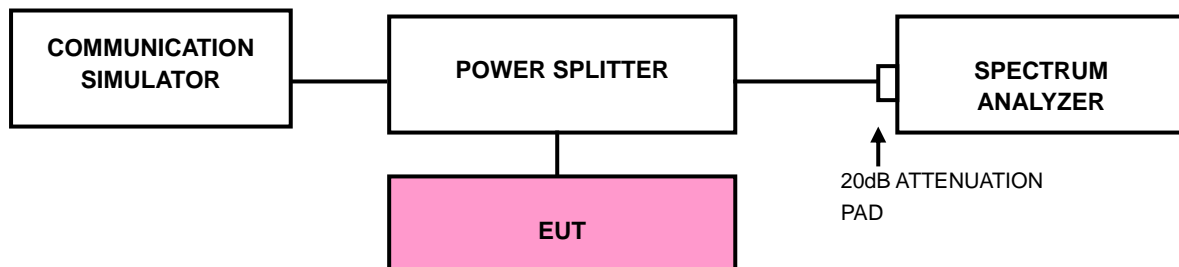 COMMUNICATION
SIMULATOR
POWER SPLITTER
SPECTRUM
ANALYZER
20dB ATTENUATION
PAD
EUT